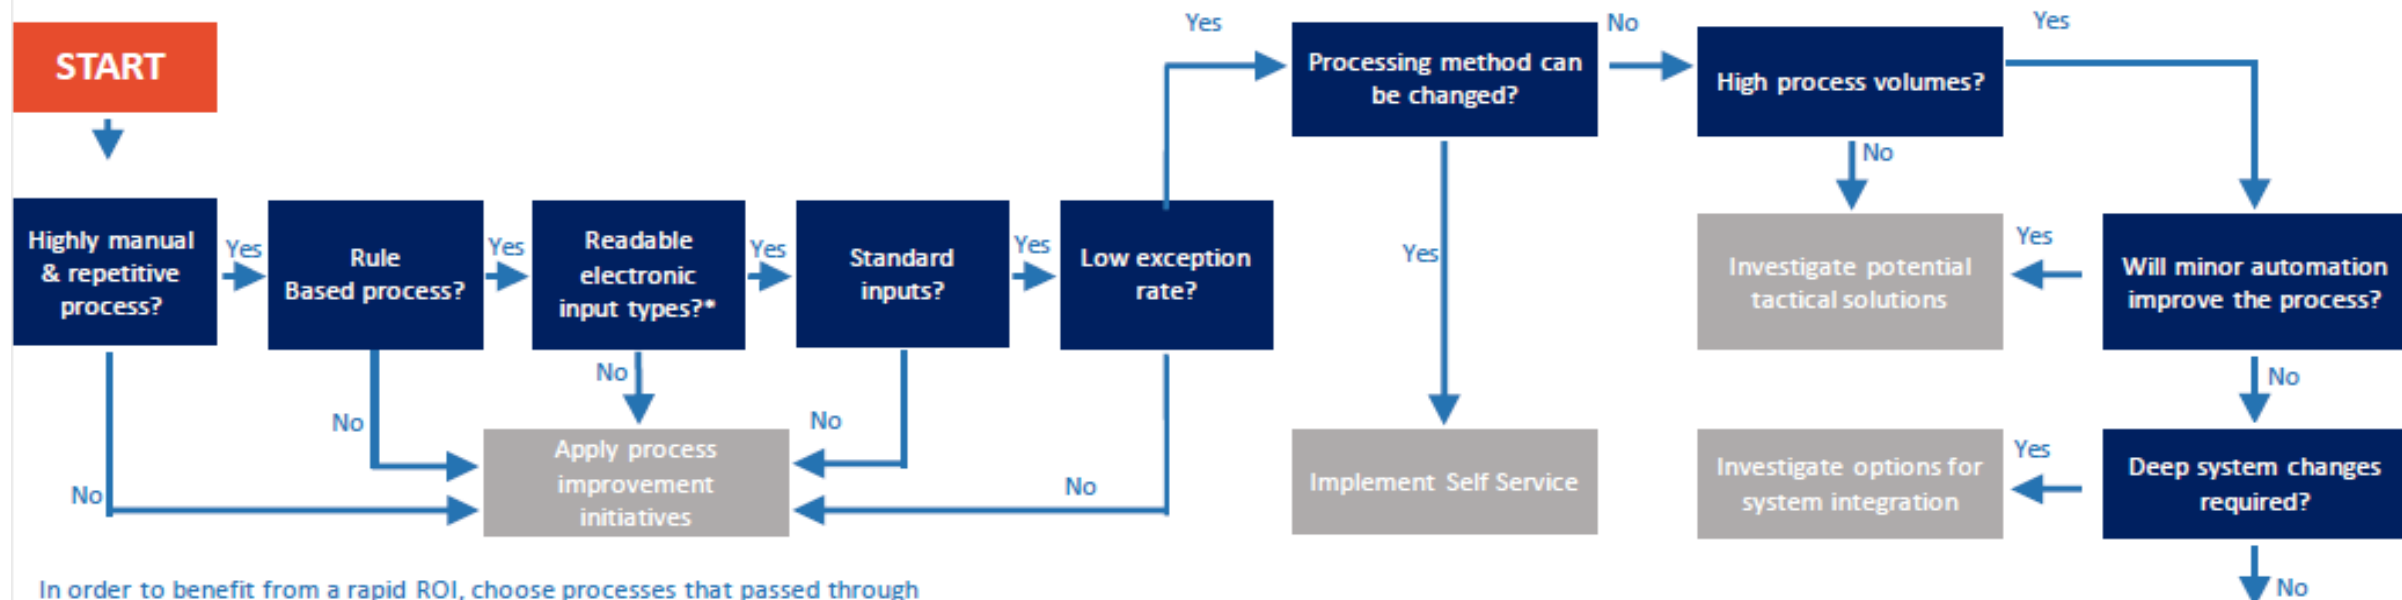 START
Highly manual
& repetitive
process?
Yes
Rule
Based process?
Yes
Readable
electronic
input types?*
Yes
Standard
inputs?
Yes
Low exception
rate?
Yes
Processing method can
be changed?
No
High process volumes?
Yes
No
Yes
Investigate potential
tactical solutions
Yes
Will minor automation
improve the process?
No
No
No
No
No
No
Apply process
improvement
initiatives
Implement Self Service
Investigate options for
system integration
Yes
Deep system changes
required?
No
In order to benefit from a rapid ROI, choose processes that passed through